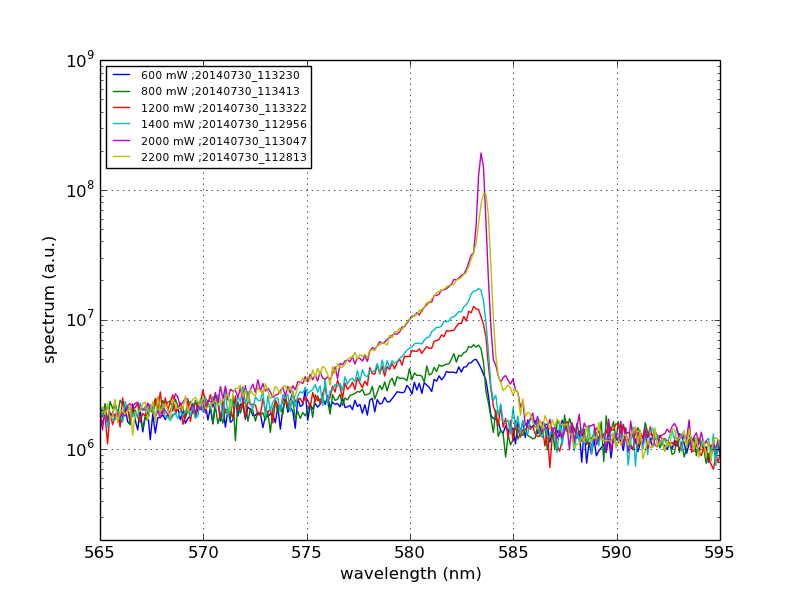 10^9
600 mW ;20140730_113230
800 mW ;20140730_113413
1200 mW ;20140730_113322
1400 mW ;20140730_112956
2000 mW ;20140730_113047
2200 mW ;20140730_112813
10^8
10^7
10^6
spectrum (a.u.)
565 570 575 580 585 590 595
wavelength (nm)